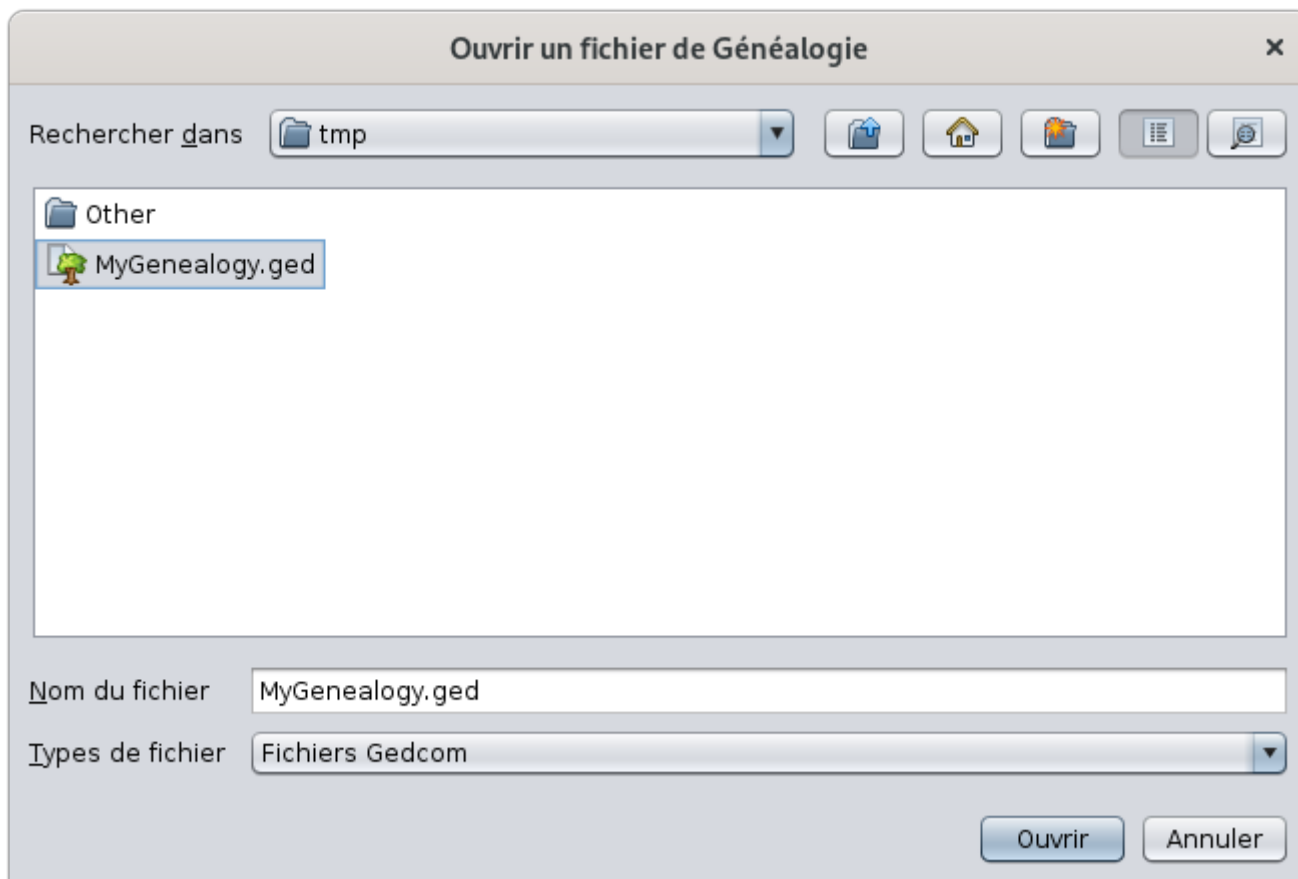 Ouvrir un fichier de Généalogie
Rechercher dans tmp
Other
MyGenealogy.ged
Nom du fichier MyGenealogy.ged
Types de fichier Fichiers Gedcom
Ouvrir Annuler